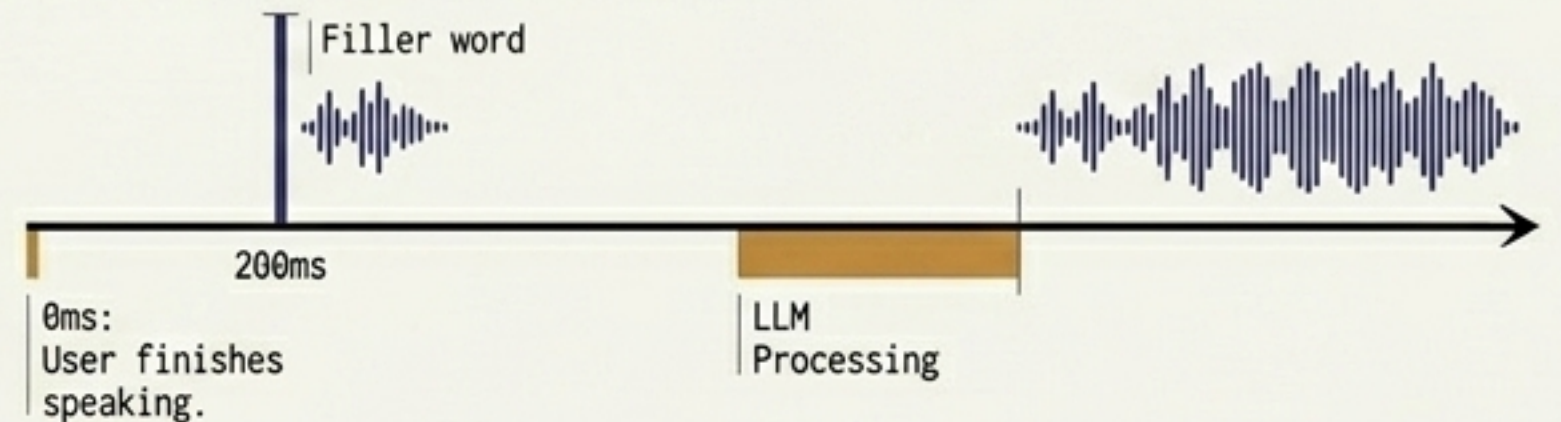 Filler word
200ms
0ms:
User finishes
speaking.
LLM
Processing